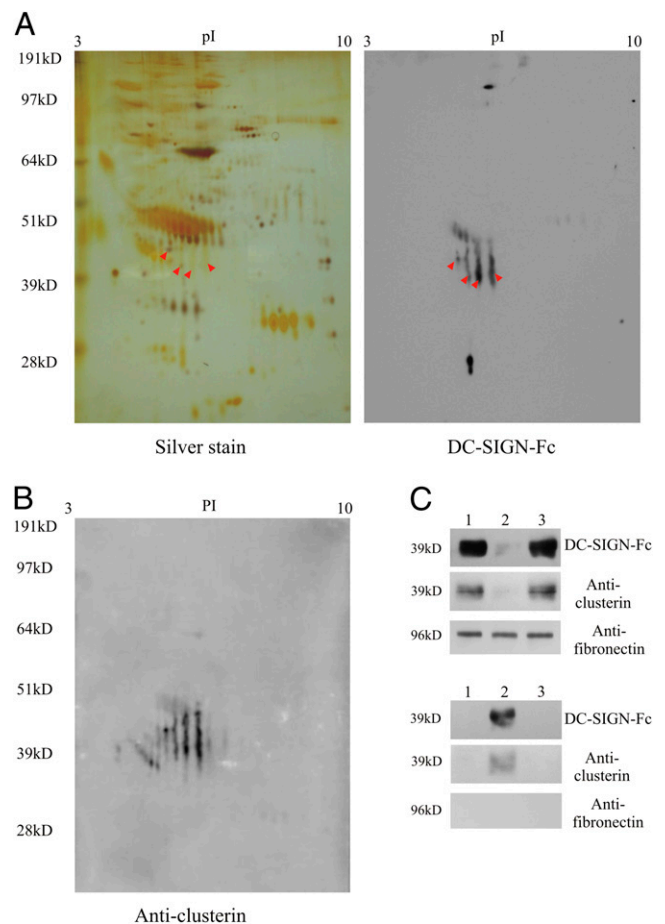 A
3 pI 10
3 pI 10
191kD
97kD
64kD
51kD
39kD
28kD
Silver stain
DC-SIGN-Fc
B
3 PI 10
191kD
97kD
64kD
51kD
39kD
28kD
Anti-clusterin
C
1 2 3
39kD DC-SIGN-Fc
39kD Anti-
clusterin
96kD Anti-
fibronectin
1 2 3
39kD DC-SIGN-Fc
39kD Anti-
clusterin
96kD Anti-
fibronectin